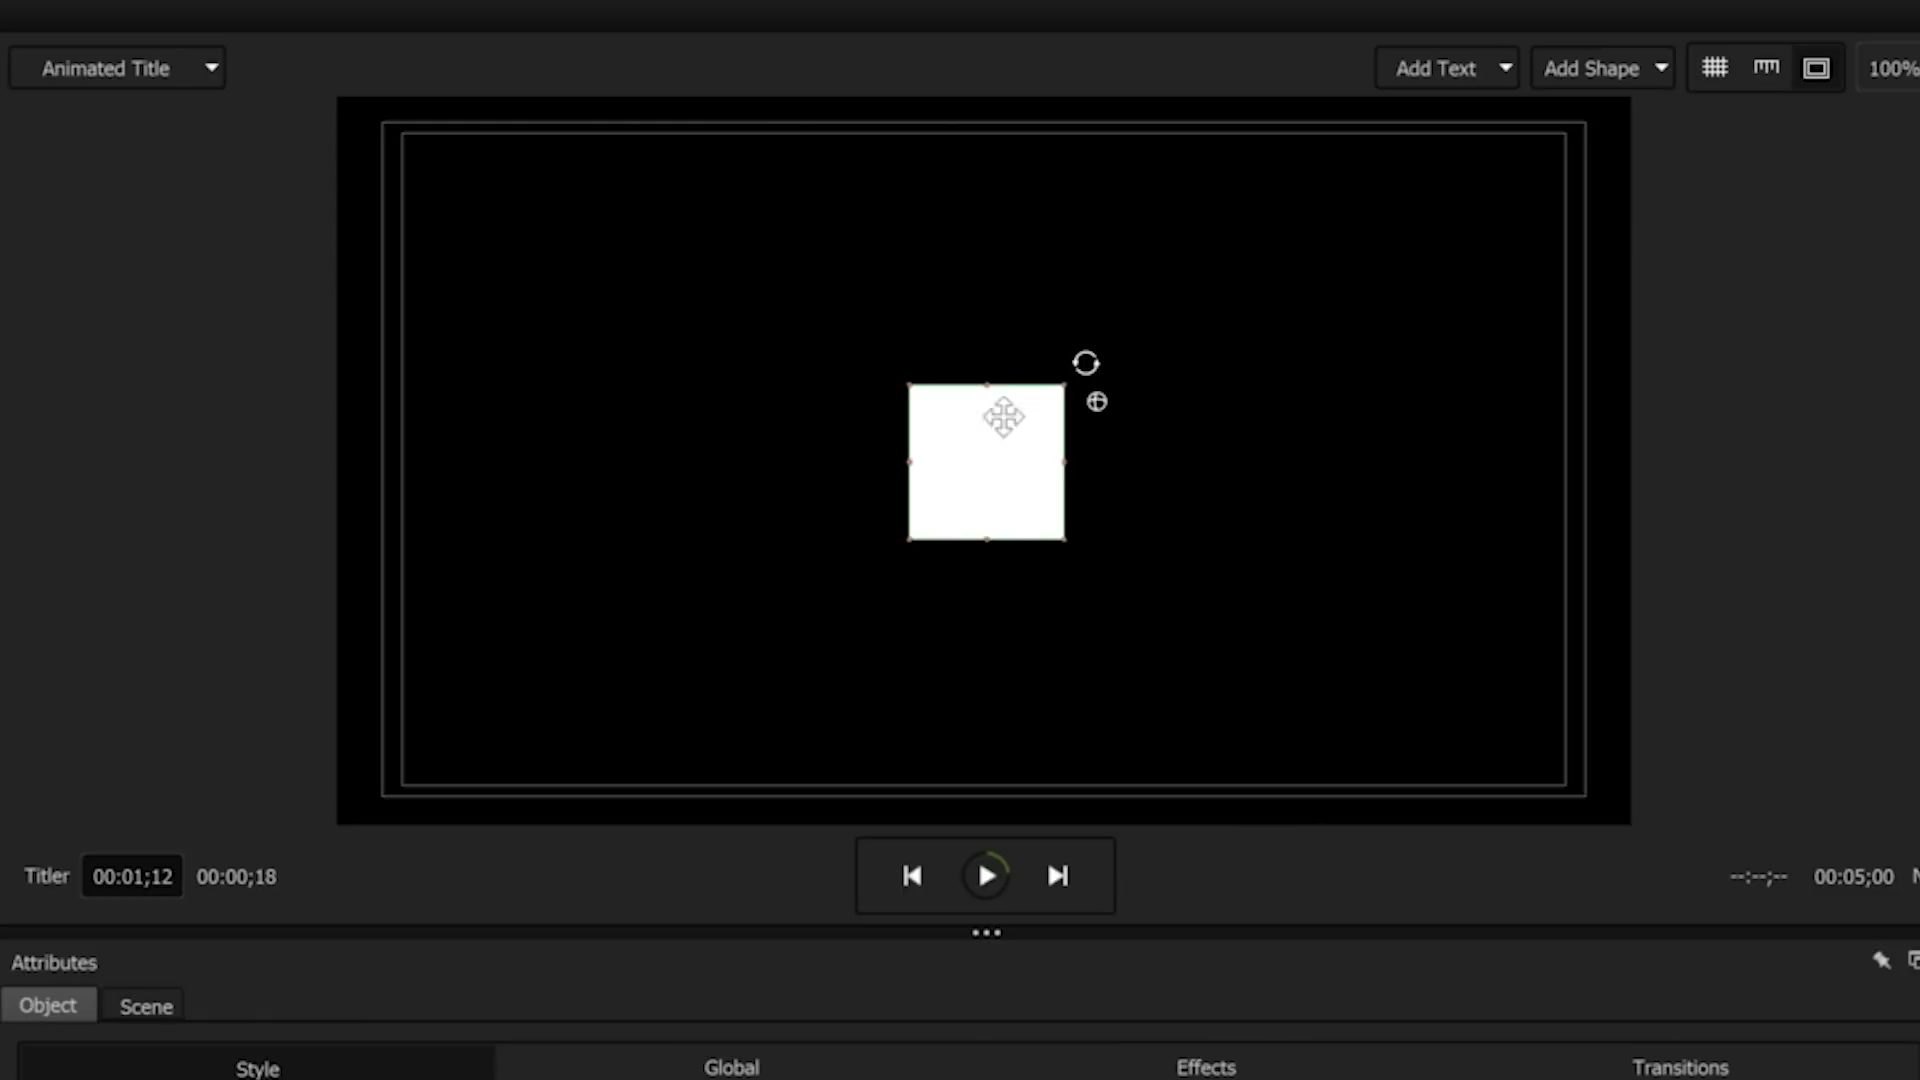 Animated Title
Add Text
Add Shape
100%
Titler 00:01;12 00:00;18
--:--;-- 00:05;00
Attributes
Object Scene
Style Global Effects Transitions